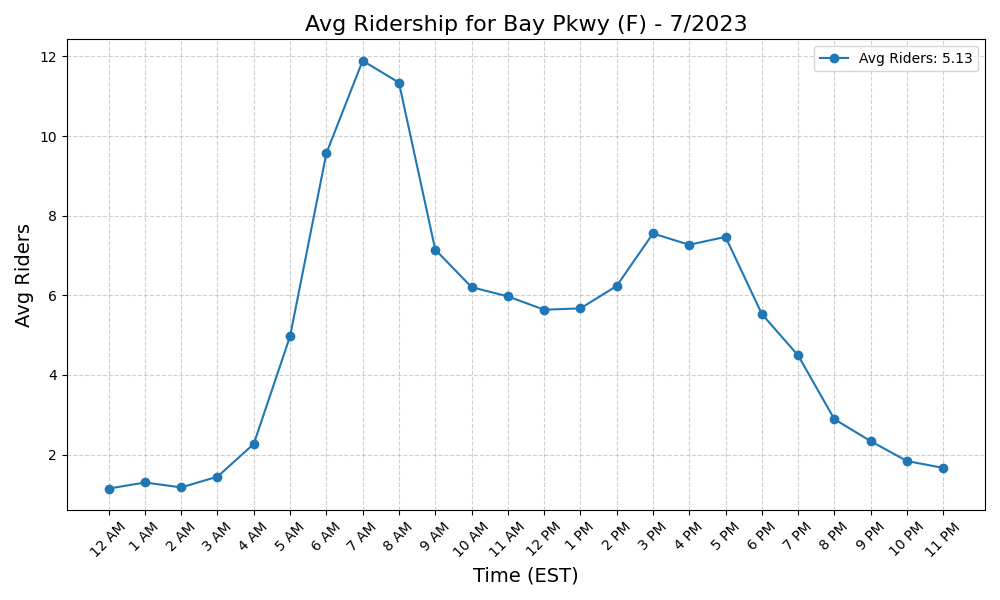 Avg Ridership for Bay Pkwy (F) - 7/2023
Avg Riders: 5.13
Avg Riders
12
10
8
6
4
2
12 AM
1 AM
2 AM
3 AM
4 AM
5 AM
6 AM
7 AM
8 AM
9 AM
10 AM
11 AM
12 PM
1 PM
2 PM
3 PM
4 PM
5 PM
6 PM
7 PM
8 PM
9 PM
10 PM
11 PM
Time (EST)